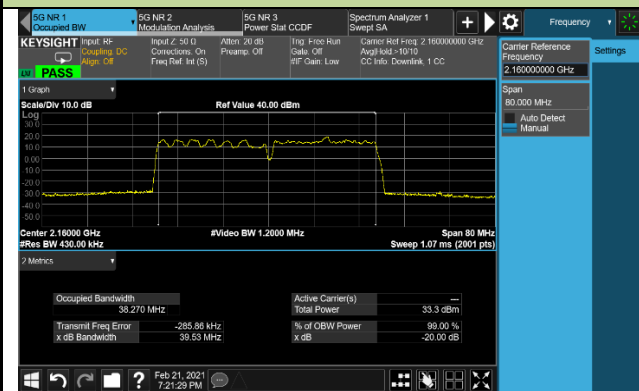 5G NR 1
Occupied BW
5G NR 2
Modulation Analysis
5G NR 3
Power Stat CCDF
Spectrum Analyzer 1
Swept SA
Frequency
KEYSIGHT
Input: RF
Coupling: DC
Align: Off
Input Z: 50 Ω
Corrections: On
Freq Ref: Int (S)
Atten: 20 dB
Preamp: Off
Trig: Free Run
Gate: Off
#IF Gain: Low
Carrier Ref Freq: 2.160000000 GHz
Avg|Hold:>10/10
CC Info: Downlink, 1 CC
PASS
Carrier Reference
Frequency
2.160000000 GHz
Settings
Span
80.000 MHz
Auto Detect
Manual
1 Graph
Scale/Div 10.0 dB
Ref Value 40.00 dBm
Log
30.0
20.0
10.0
0.00
-10.0
-20.0
-30.0
-40.0
-50.0
Center 2.16000 GHz
#Video BW 1.2000 MHz
Span 80 MHz
#Res BW 430.00 kHz
Sweep 1.07 ms (2001 pts)
2 Metrics
Occupied Bandwidth
38.270 MHz
Active Carrier(s)
---
Total Power
33.3 dBm
Transmit Freq Error
-285.86 kHz
% of OBW Power
99.00 %
x dB Bandwidth
39.53 MHz
x dB
-20.00 dB
?
Feb 21, 2021
7:21:29 PM